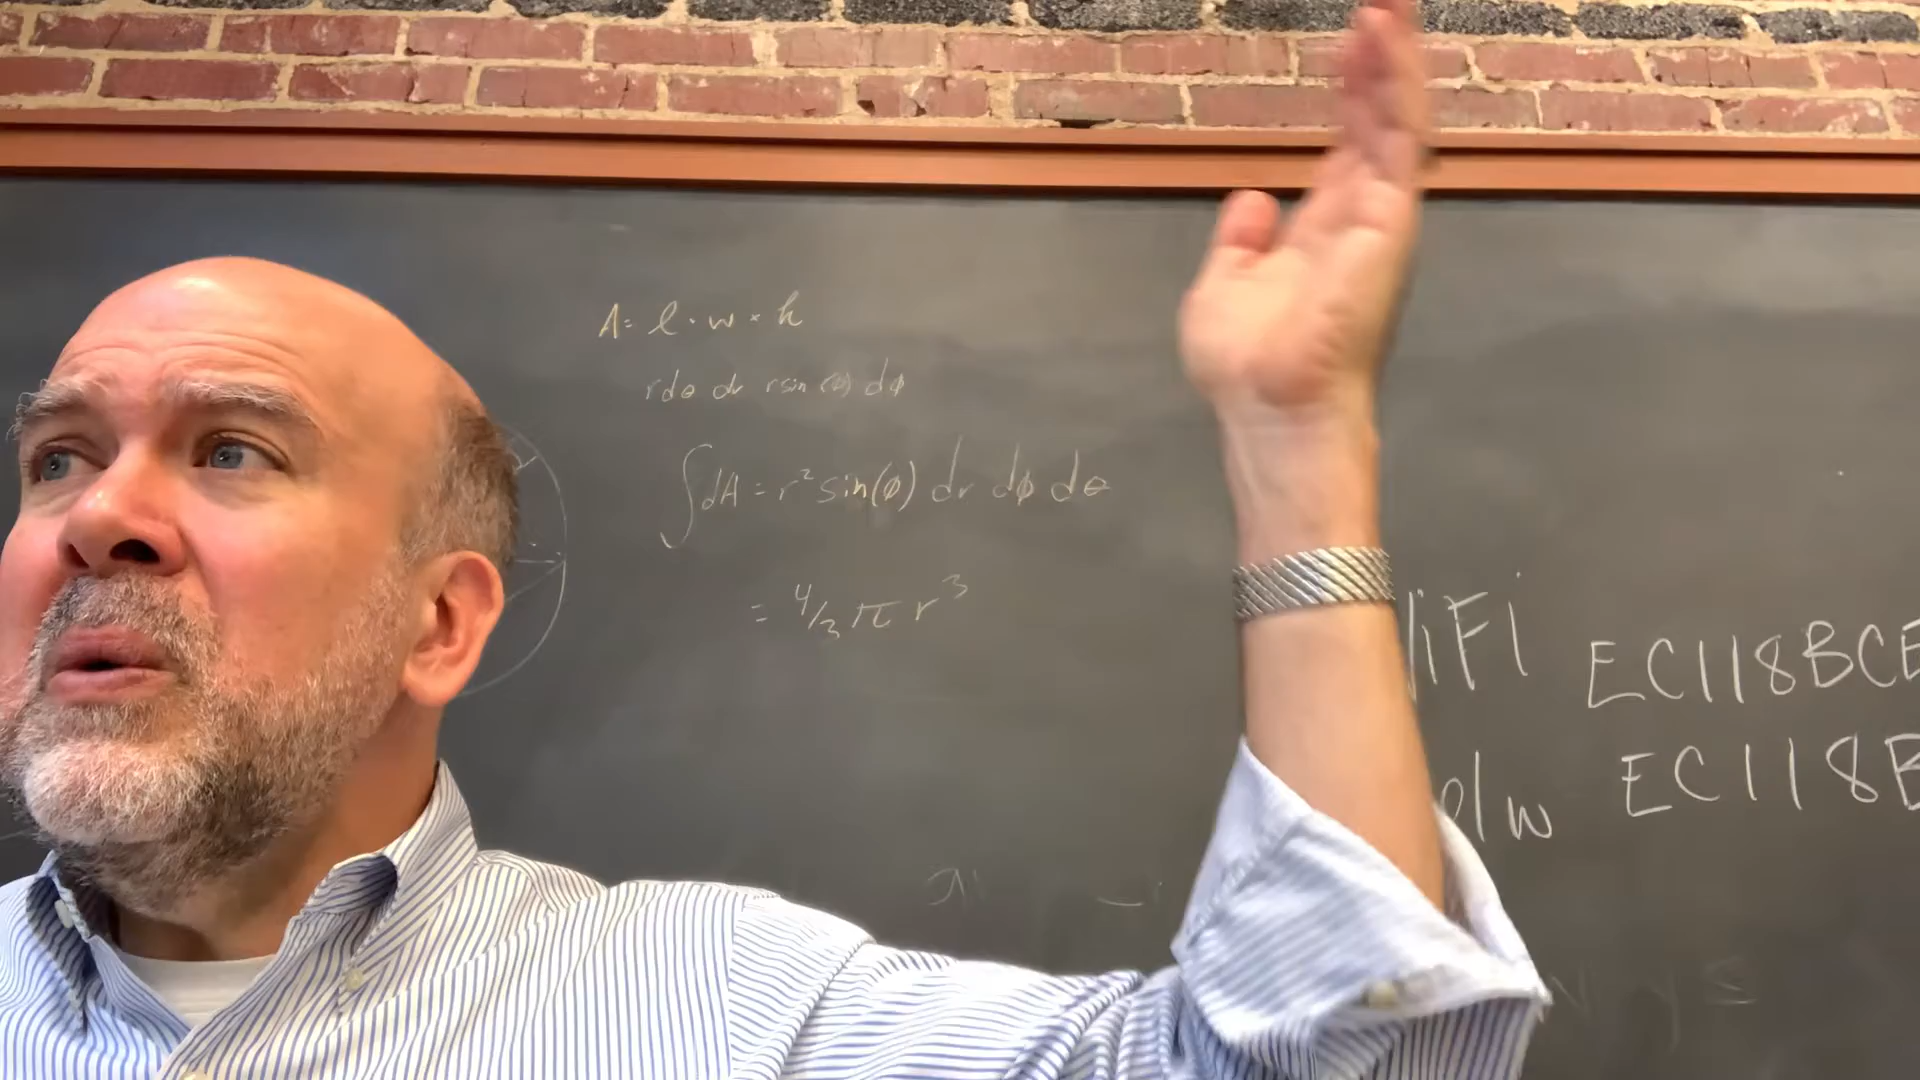 A = l · w · h
rdθ dr rsin(φ) dφ
∫dA = r² sin(φ) dr dφ dθ
= 4/3 π r³
iFi EC118BCE
p/w EC118B